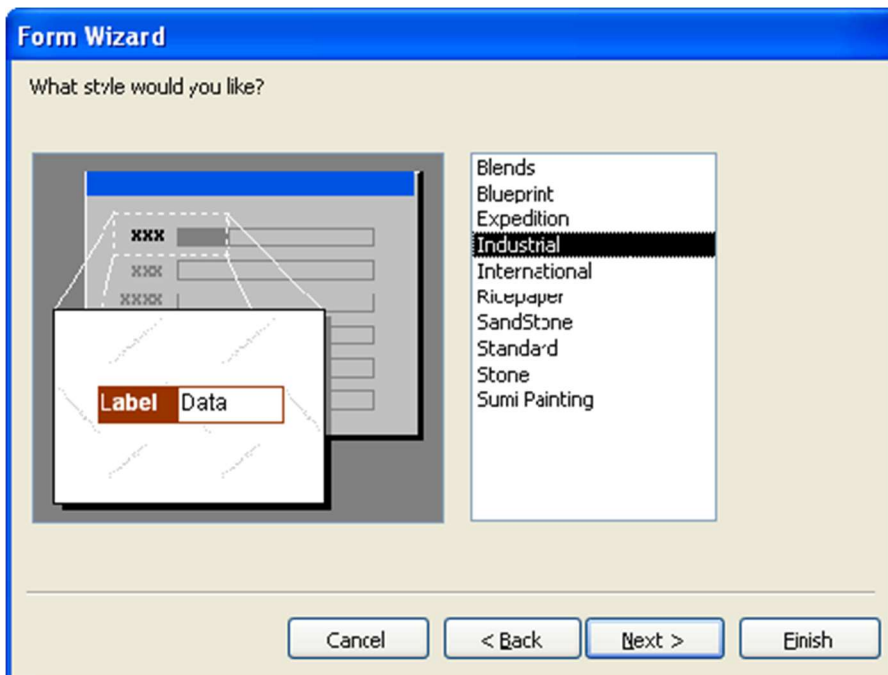 Form Wizard
What style would you like?
xxx
xxx
xxxx
Label Data
Blends
Blueprint
Expedition
Industrial
International
Ricepaper
SandStone
Standard
Stone
Sumi Painting
Cancel
< Back
Next >
Finish